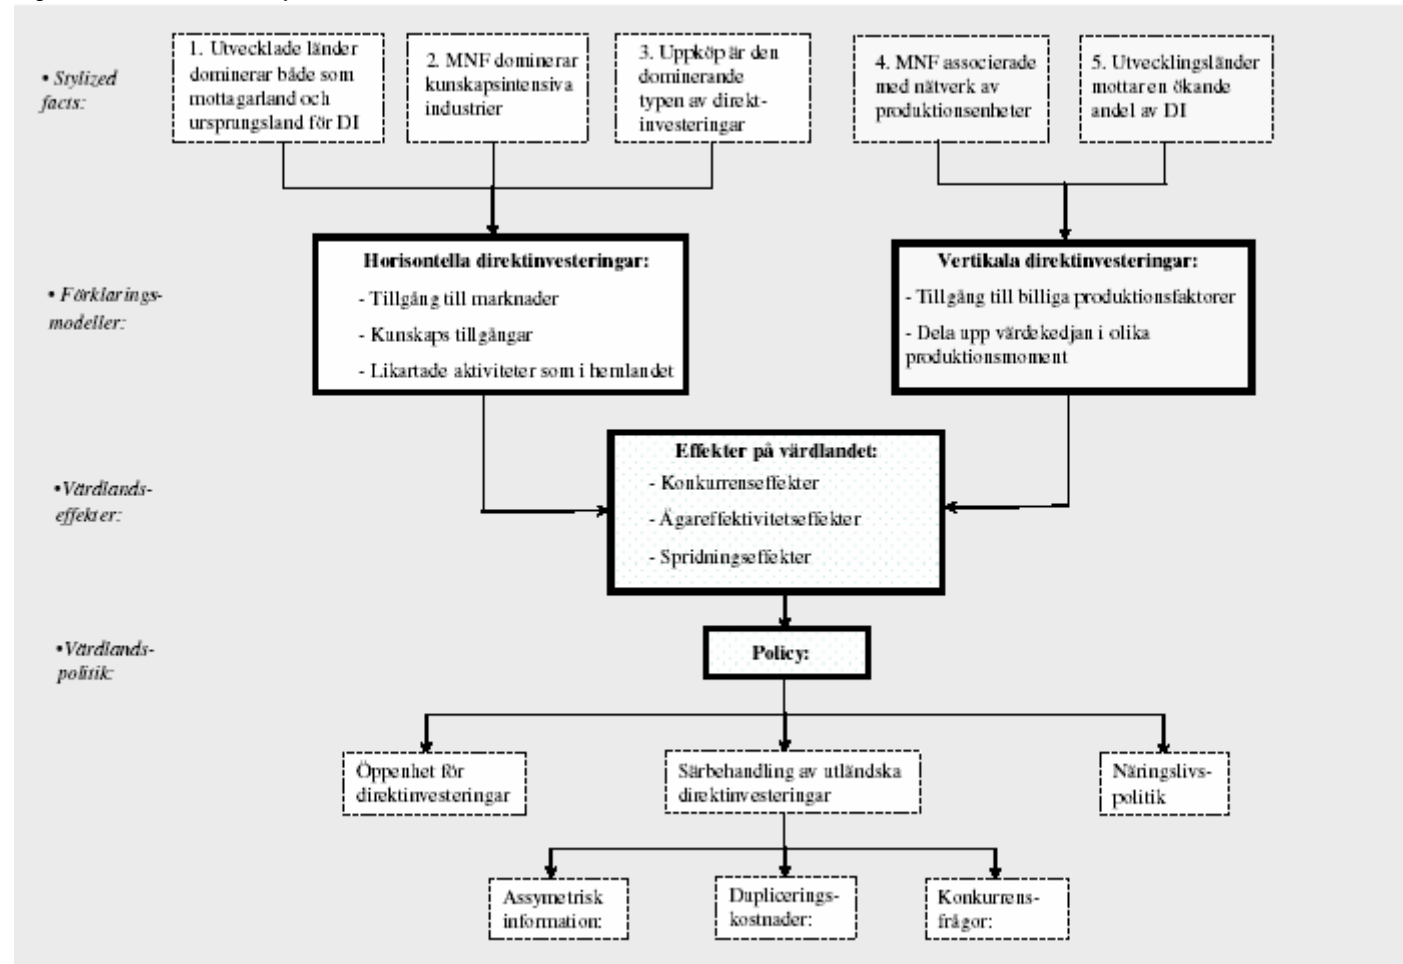 • Stylized
facts:
1. Utvecklade länder
dominerar både som
mottagarland och
ursprungsland för DI
2. MNF dominerar
kunskapsintensiva
industrier
3. Uppköp är den
dominerande
typen av direkt-
investeringar
4. MNF associerade
med nätverk av
produktionsenheter
5. Utvecklingsländer
mottar en ökande
andel av DI
• Förklarings-
modeller:
Horisontella direktinvesteringar:
- Tillgång till marknader
- Kunskaps tillgångar
- Likartade aktiviteter som i hemlandet
Vertikala direktinvesteringar:
- Tillgång till billiga produktionsfaktorer
- Dela upp värdekedjan i olika
produktionsmoment
•Värdlands-
effekter:
Effekter på värdlandet:
- Konkurrenseffekter
- Ägareffektivitetseffekter
- Spridningseffekter
•Värdlands-
politik:
Policy:
Öppenhet för
direktinvesteringar
Särbehandling av utländska
direktinvesteringar
Näringslivs-
politik
Assymetrisk
information:
Duplicerings-
kostnader:
Konkurrens-
frågor: